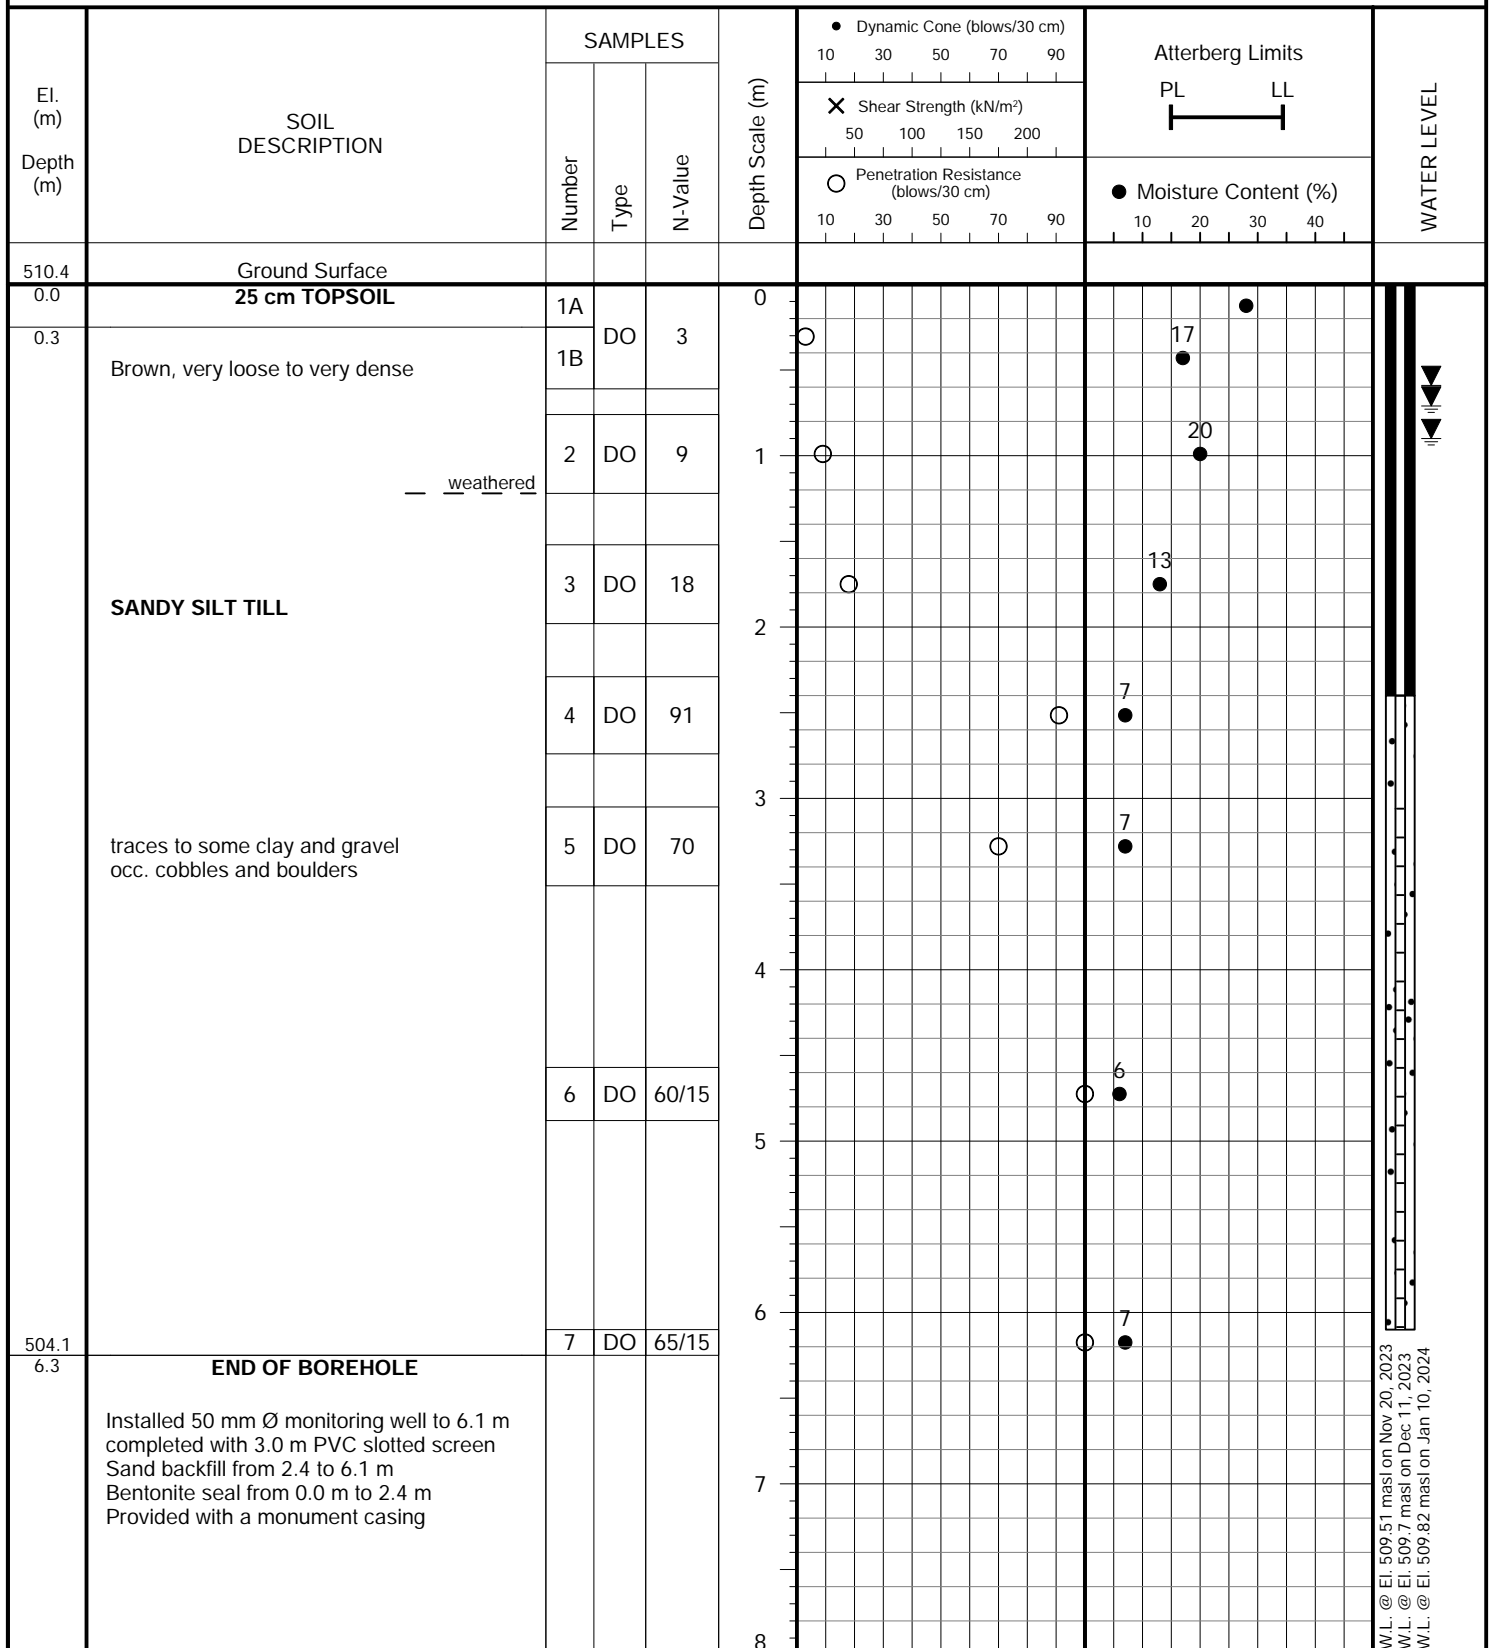 El.
(m)
Depth
(m)
SOIL
DESCRIPTION
SAMPLES
Number
Type
N-Value
Depth Scale (m)
Dynamic Cone (blows/30 cm)
10 30 50 70 90
Shear Strength (kN/m²)
50 100 150 200
Penetration Resistance
(blows/30 cm)
10 30 50 70 90
Atterberg Limits
PL LL
Moisture Content (%)
10 20 30 40
WATER LEVEL
510.4 Ground Surface
0.0 25 cm TOPSOIL 0
1A
0.3 DO 3 17
1B
Brown, very loose to very dense
20
2 DO 9 1
weathered
13
3 DO 18
SANDY SILT TILL
2
7
4 DO 91
3
7
traces to some clay and gravel 5 DO 70
occ. cobbles and boulders
4
6
6 DO 60/15
5
6
7
504.1 7 DO 65/15
6.3 END OF BOREHOLE
Installed 50 mm Ø monitoring well to 6.1 m
completed with 3.0 m PVC slotted screen
Sand backfill from 2.4 to 6.1 m
Bentonite seal from 0.0 m to 2.4 m
Provided with a monument casing
7
8
W.L. @ El. 509.51 masl on Nov 20, 2023
W.L. @ El. 509.7 masl on Dec 11, 2023
W.L. @ El. 509.82 masl on Jan 10, 2024